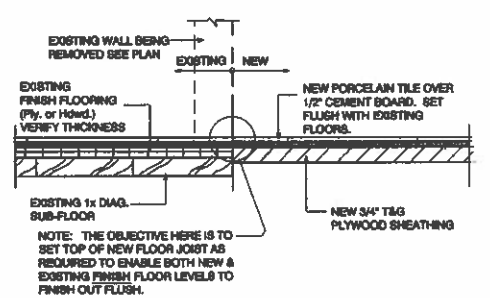 EXISTING WALL BEING
REMOVED SEE PLAN
EXISTING
NEW
EXISTING
FINISH FLOORING
(Ply. or Hdwd.)
VERIFY THICKNESS
NEW PORCELAIN TILE OVER
1/2" CEMENT BOARD. SET
FLUSH WITH EXISTING
FLOORS.
EXISTING 1x DIAG.
SUB-FLOOR
NEW 3/4" T&G
PLYWOOD SHEATHING
NOTE: THE OBJECTIVE HERE IS TO
SET TOP OF NEW FLOOR JOIST AS
REQUIRED TO ENABLE BOTH NEW &
EXISTING FINISH FLOOR LEVELS TO
FINISH OUT FLUSH.